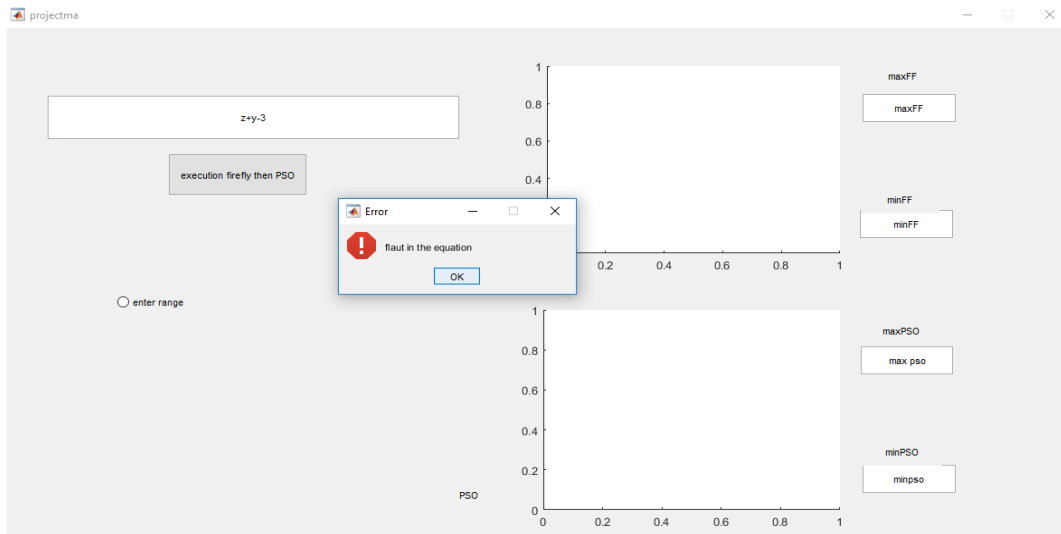 projectma
z+y-3
execution firefly then PSO
enter range
Error
flaut in the equation
OK
1
0.8
0.6
0.4
0.2
0.4
0.6
0.8
1
maxFF
maxFF
minFF
minFF
1
0.8
0.6
0.4
0.2
0
0
0.2
0.4
0.6
0.8
1
PSO
maxPSO
max pso
minPSO
minpso